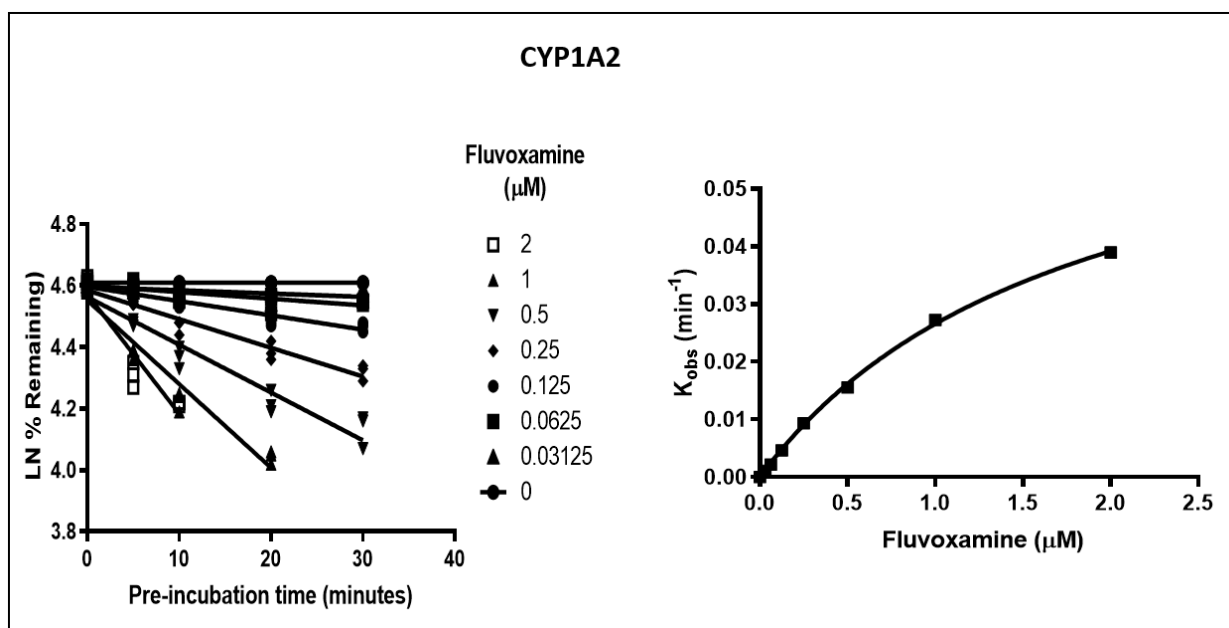 CYP1A2
LN % Remaining
4.8
4.6
4.4
4.2
4.0
3.8
0 10 20 30 40
Pre-incubation time (minutes)
Fluvoxamine
(μM)
2
1
0.5
0.25
0.125
0.0625
0.03125
0
Kobs (min-1)
0.05
0.04
0.03
0.02
0.01
0.00
0.0 0.5 1.0 1.5 2.0 2.5
Fluvoxamine (μM)